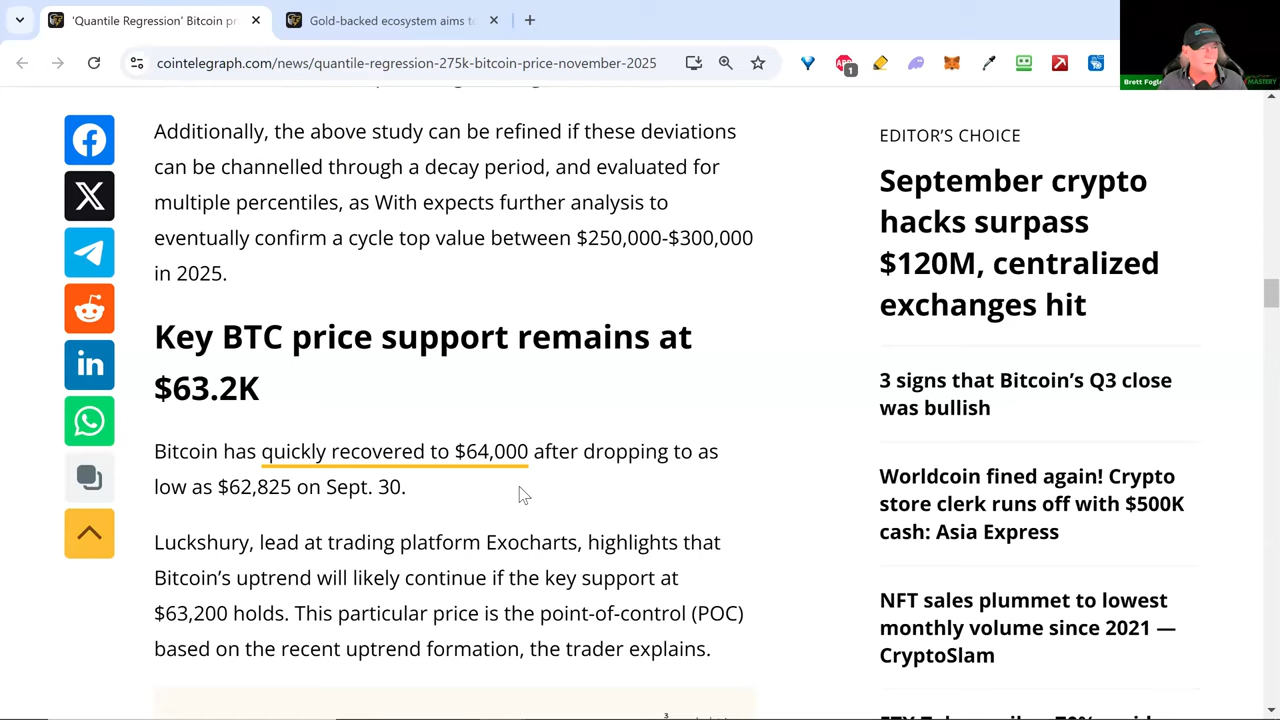 'Quantile Regression' Bitcoin pr
Gold-backed ecosystem aims t
cointelegraph.com/news/quantile-regression-275k-bitcoin-price-november-2025
1
Brett Fogle
MASTERY
Additionally, the above study can be refined if these deviations
can be channelled through a decay period, and evaluated for
multiple percentiles, as With expects further analysis to
eventually confirm a cycle top value between $250,000-$300,000
in 2025.
Key BTC price support remains at
$63.2K
Bitcoin has quickly recovered to $64,000 after dropping to as
low as $62,825 on Sept. 30.
Luckshury, lead at trading platform Exocharts, highlights that
Bitcoin's uptrend will likely continue if the key support at
$63,200 holds. This particular price is the point-of-control (POC)
based on the recent uptrend formation, the trader explains.
EDITOR'S CHOICE
September crypto
hacks surpass
$120M, centralized
exchanges hit
3 signs that Bitcoin's Q3 close
was bullish
Worldcoin fined again! Crypto
store clerk runs off with $500K
cash: Asia Express
NFT sales plummet to lowest
monthly volume since 2021 —
CryptoSlam